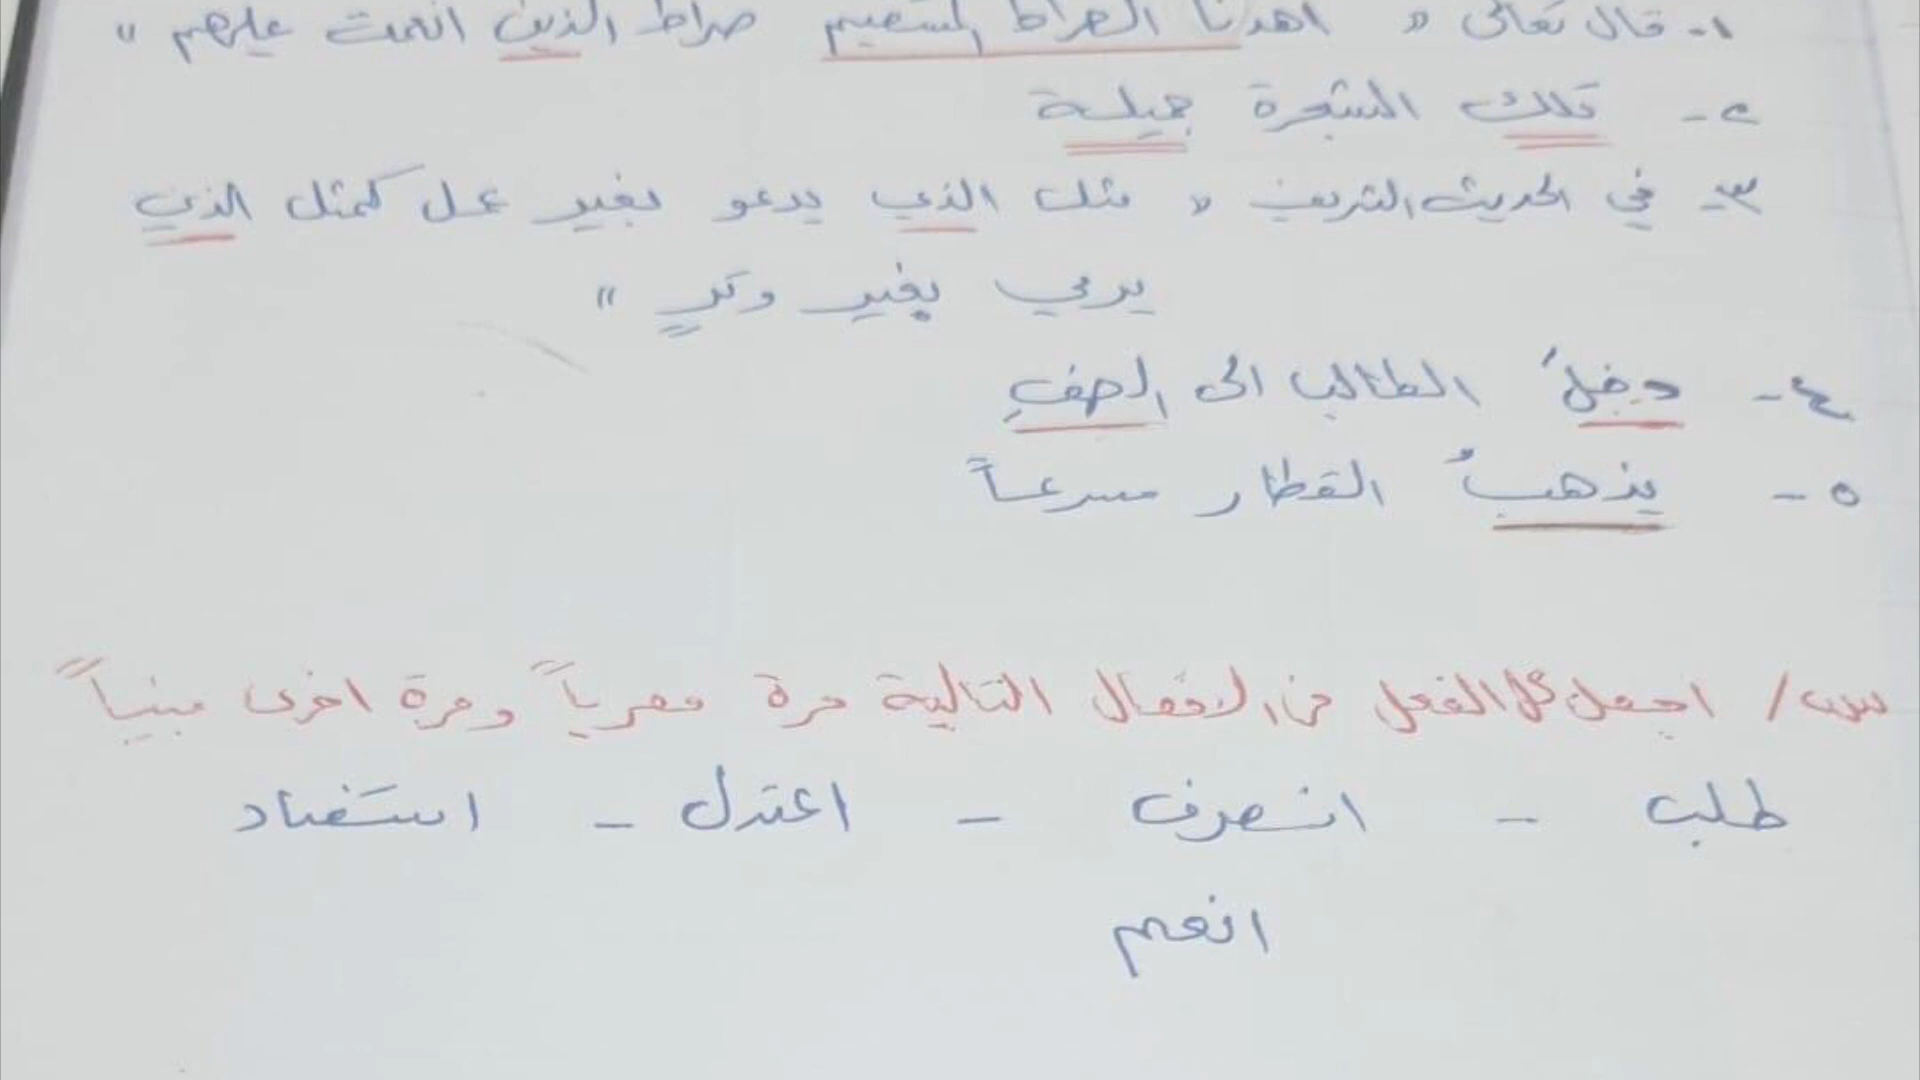 ١- قال تعالى « اهدنا الصراط المستقيم صراط الذين انعمت عليهم »
٢- تلك الشجرة جميلة
٣- في الحديث الشريف « مثل الذي يدعو بغير عمل كمثل الذي
يرمي بغير وترٍ »
٤- دخلَ الطالب الى الصفِ
٥- يذهبُ القطار مسرعاً
س/ اجعل كل الفعل من الافعال التالية مرة معرباً ومرة اخرى مبنياً
طلب - انصرف - اعتدل - استفاد
انعم